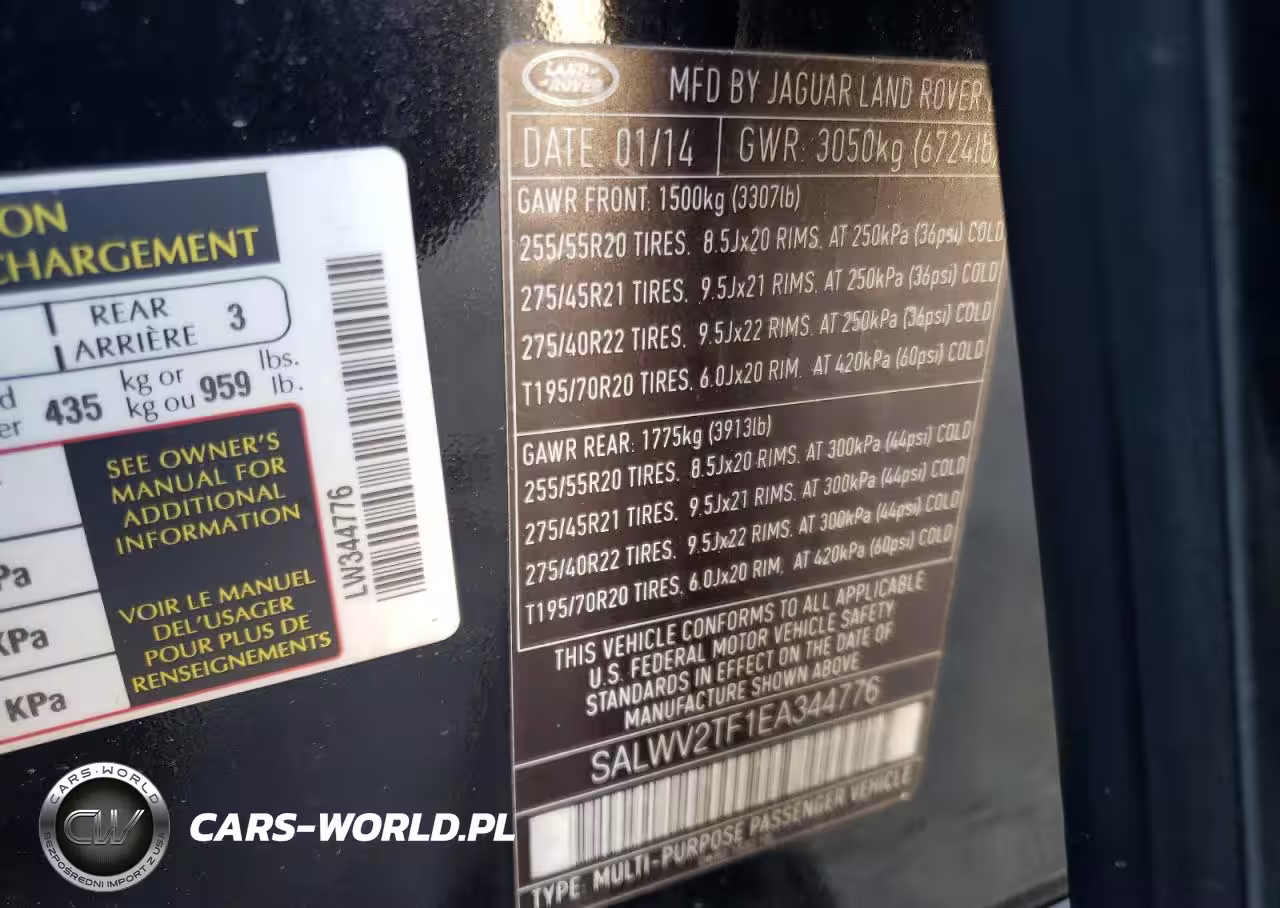 ON
CHARGEMENT
REAR
ARRIÈRE 3
435 kg or kg ou 959 lbs. lb.
SEE OWNER'S
MANUAL FOR
ADDITIONAL
INFORMATION
Pa
KPa
KPa
VOIR LE MANUEL
DEL'USAGER
POUR PLUS DE
RENSEIGNEMENTS
LW344776
LAND-
-ROVER
MFD BY JAGUAR LAND ROVER
DATE: 01/14 GWR: 3050kg (6724lb)
GAWR FRONT: 1500kg (3307lb)
255/55R20 TIRES, 8.5Jx20 RIMS, AT 250kPa (36psi) COLD
275/45R21 TIRES, 9.5Jx21 RIMS, AT 250kPa (36psi) COLD
275/40R22 TIRES, 9.5Jx22 RIMS, AT 250kPa (36psi) COLD
T195/70R20 TIRES, 6.0Jx20 RIM, AT 420kPa (60psi) COLD
GAWR REAR: 1775kg (3913lb)
255/55R20 TIRES, 8.5Jx20 RIMS, AT 300kPa (44psi) COLD
275/45R21 TIRES, 9.5Jx21 RIMS, AT 300kPa (44psi) COLD
275/40R22 TIRES, 9.5Jx22 RIMS, AT 300kPa (44psi) COLD
T195/70R20 TIRES, 6.0Jx20 RIM, AT 420kPa (60psi) COLD
THIS VEHICLE CONFORMS TO ALL APPLICABLE
U.S. FEDERAL MOTOR VEHICLE SAFETY
STANDARDS IN EFFECT ON THE DATE OF
MANUFACTURE SHOWN ABOVE
SALWV2TF1EA344776
TYPE: MULTI-PURPOSE PASSENGER VEHICLE
CARS-WORLD
CW
BEZPOŚREDNI IMPORT Z USA
CARS-WORLD.PL